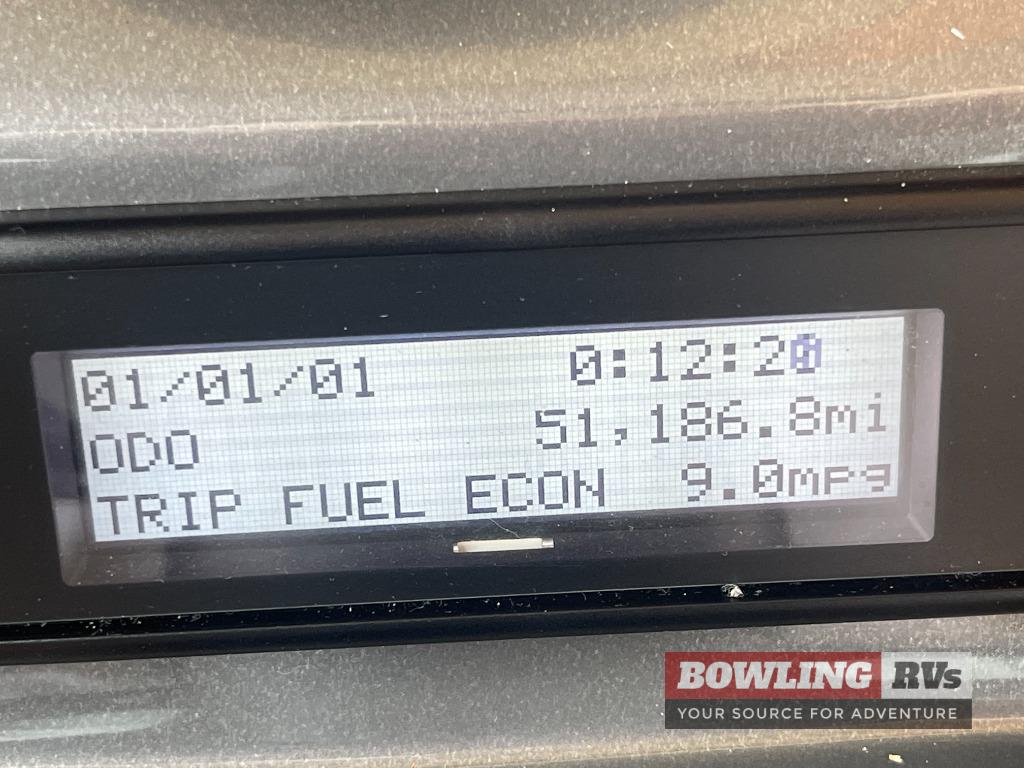 01/01/01 0:12:2
ODO 51,186.8mi
TRIP FUEL ECON 9.0mpg
BOWLING RVs
YOUR SOURCE FOR ADVENTURE